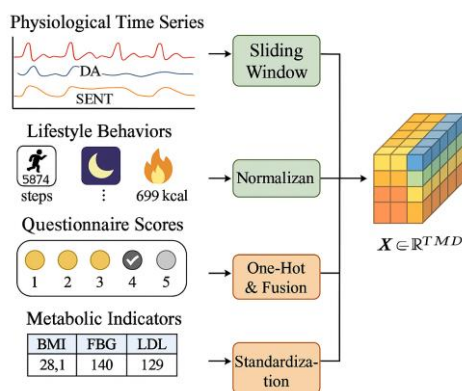 Physiological Time Series
DA
SENT
Sliding
Window
Lifestyle Behaviors
5874
steps
⋮
699 kcal
Normalizan
Questionnaire Scores
1 2 3 4 5
One-Hot
& Fusion
Metabolic Indicators
BMI FBG LDL
28,1 140 129
Standardiza-
tion
X ∈ ℝ^{TMD}